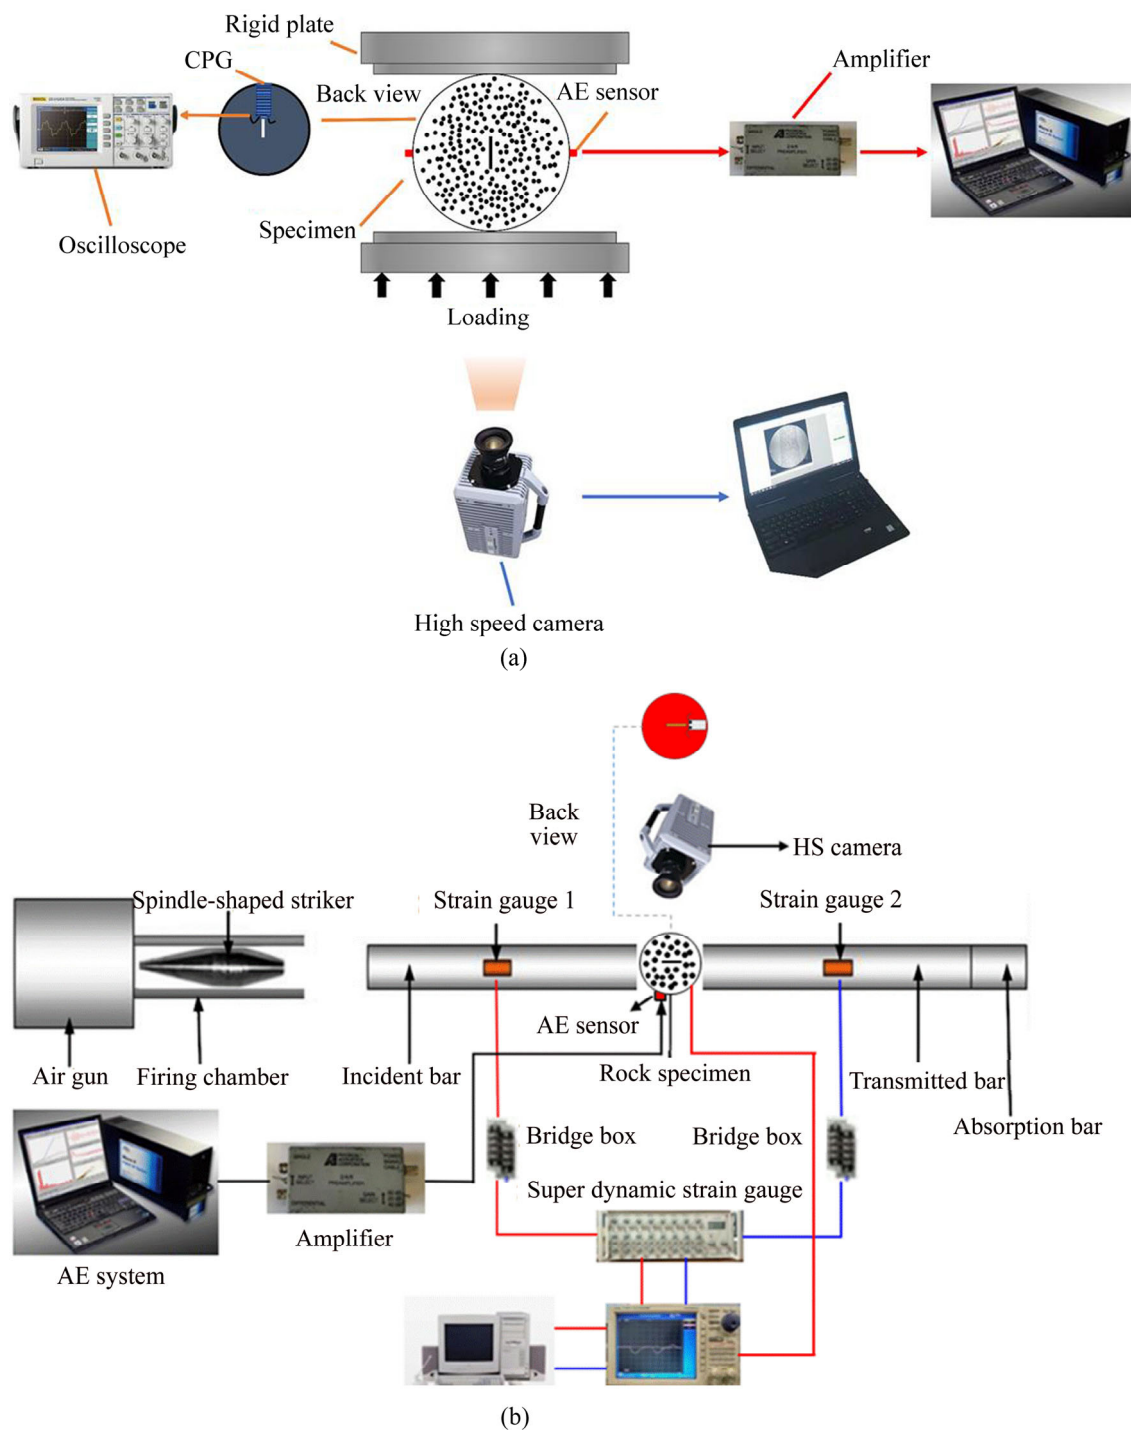 Rigid plate
CPG
Back view
AE sensor
Amplifier
Specimen
Oscilloscope
Loading
High speed camera
(a)
Back
view
HS camera
Spindle-shaped striker
Strain gauge 1
Strain gauge 2
AE sensor
Air gun
Firing chamber
Incident bar
Rock specimen
Transmitted bar
Absorption bar
Bridge box
Bridge box
Super dynamic strain gauge
Amplifier
AE system
(b)